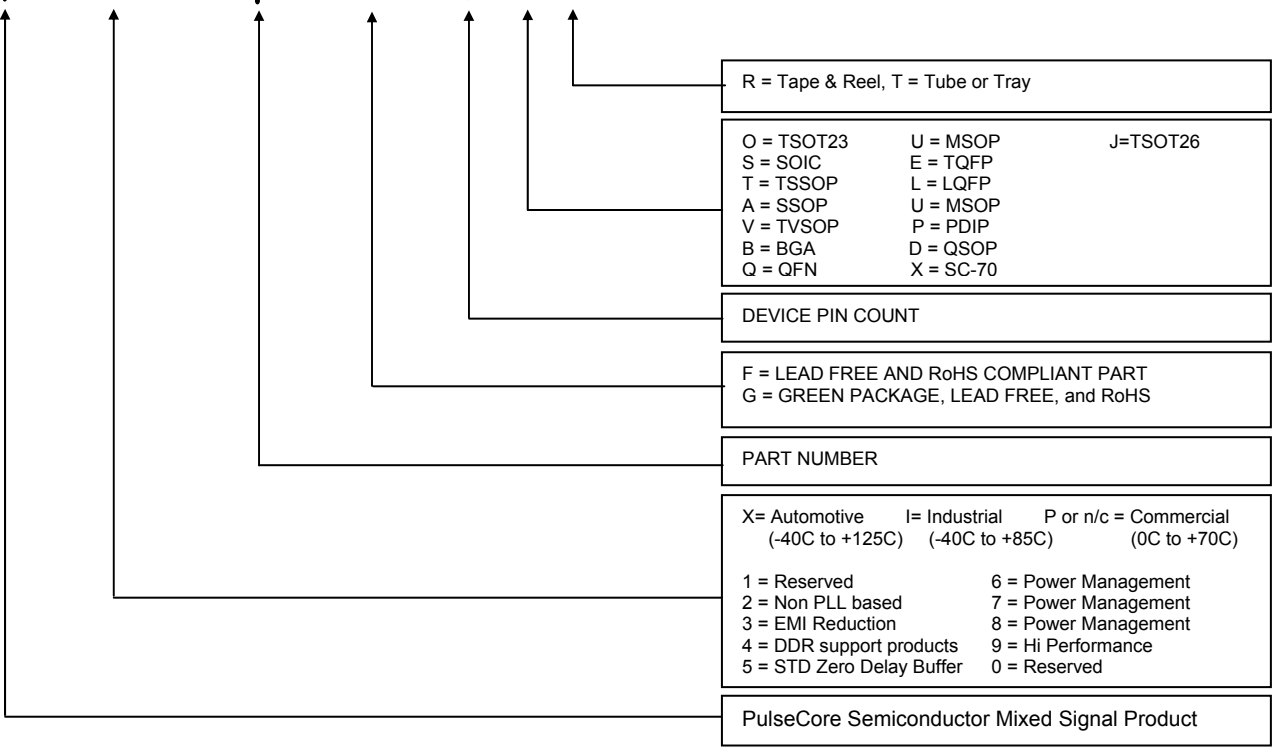 R = Tape & Reel, T = Tube or Tray
O = TSOT23 U = MSOP J=TSOT26
S = SOIC E = TQFP
T = TSSOP L = LQFP
A = SSOP U = MSOP
V = TVSOP P = PDIP
B = BGA D = QSOP
Q = QFN X = SC-70
DEVICE PIN COUNT
F = LEAD FREE AND RoHS COMPLIANT PART
G = GREEN PACKAGE, LEAD FREE, and RoHS
PART NUMBER
X= Automotive I= Industrial P or n/c = Commercial
(-40C to +125C) (-40C to +85C) (0C to +70C)
1 = Reserved 6 = Power Management
2 = Non PLL based 7 = Power Management
3 = EMI Reduction 8 = Power Management
4 = DDR support products 9 = Hi Performance
5 = STD Zero Delay Buffer 0 = Reserved
PulseCore Semiconductor Mixed Signal Product